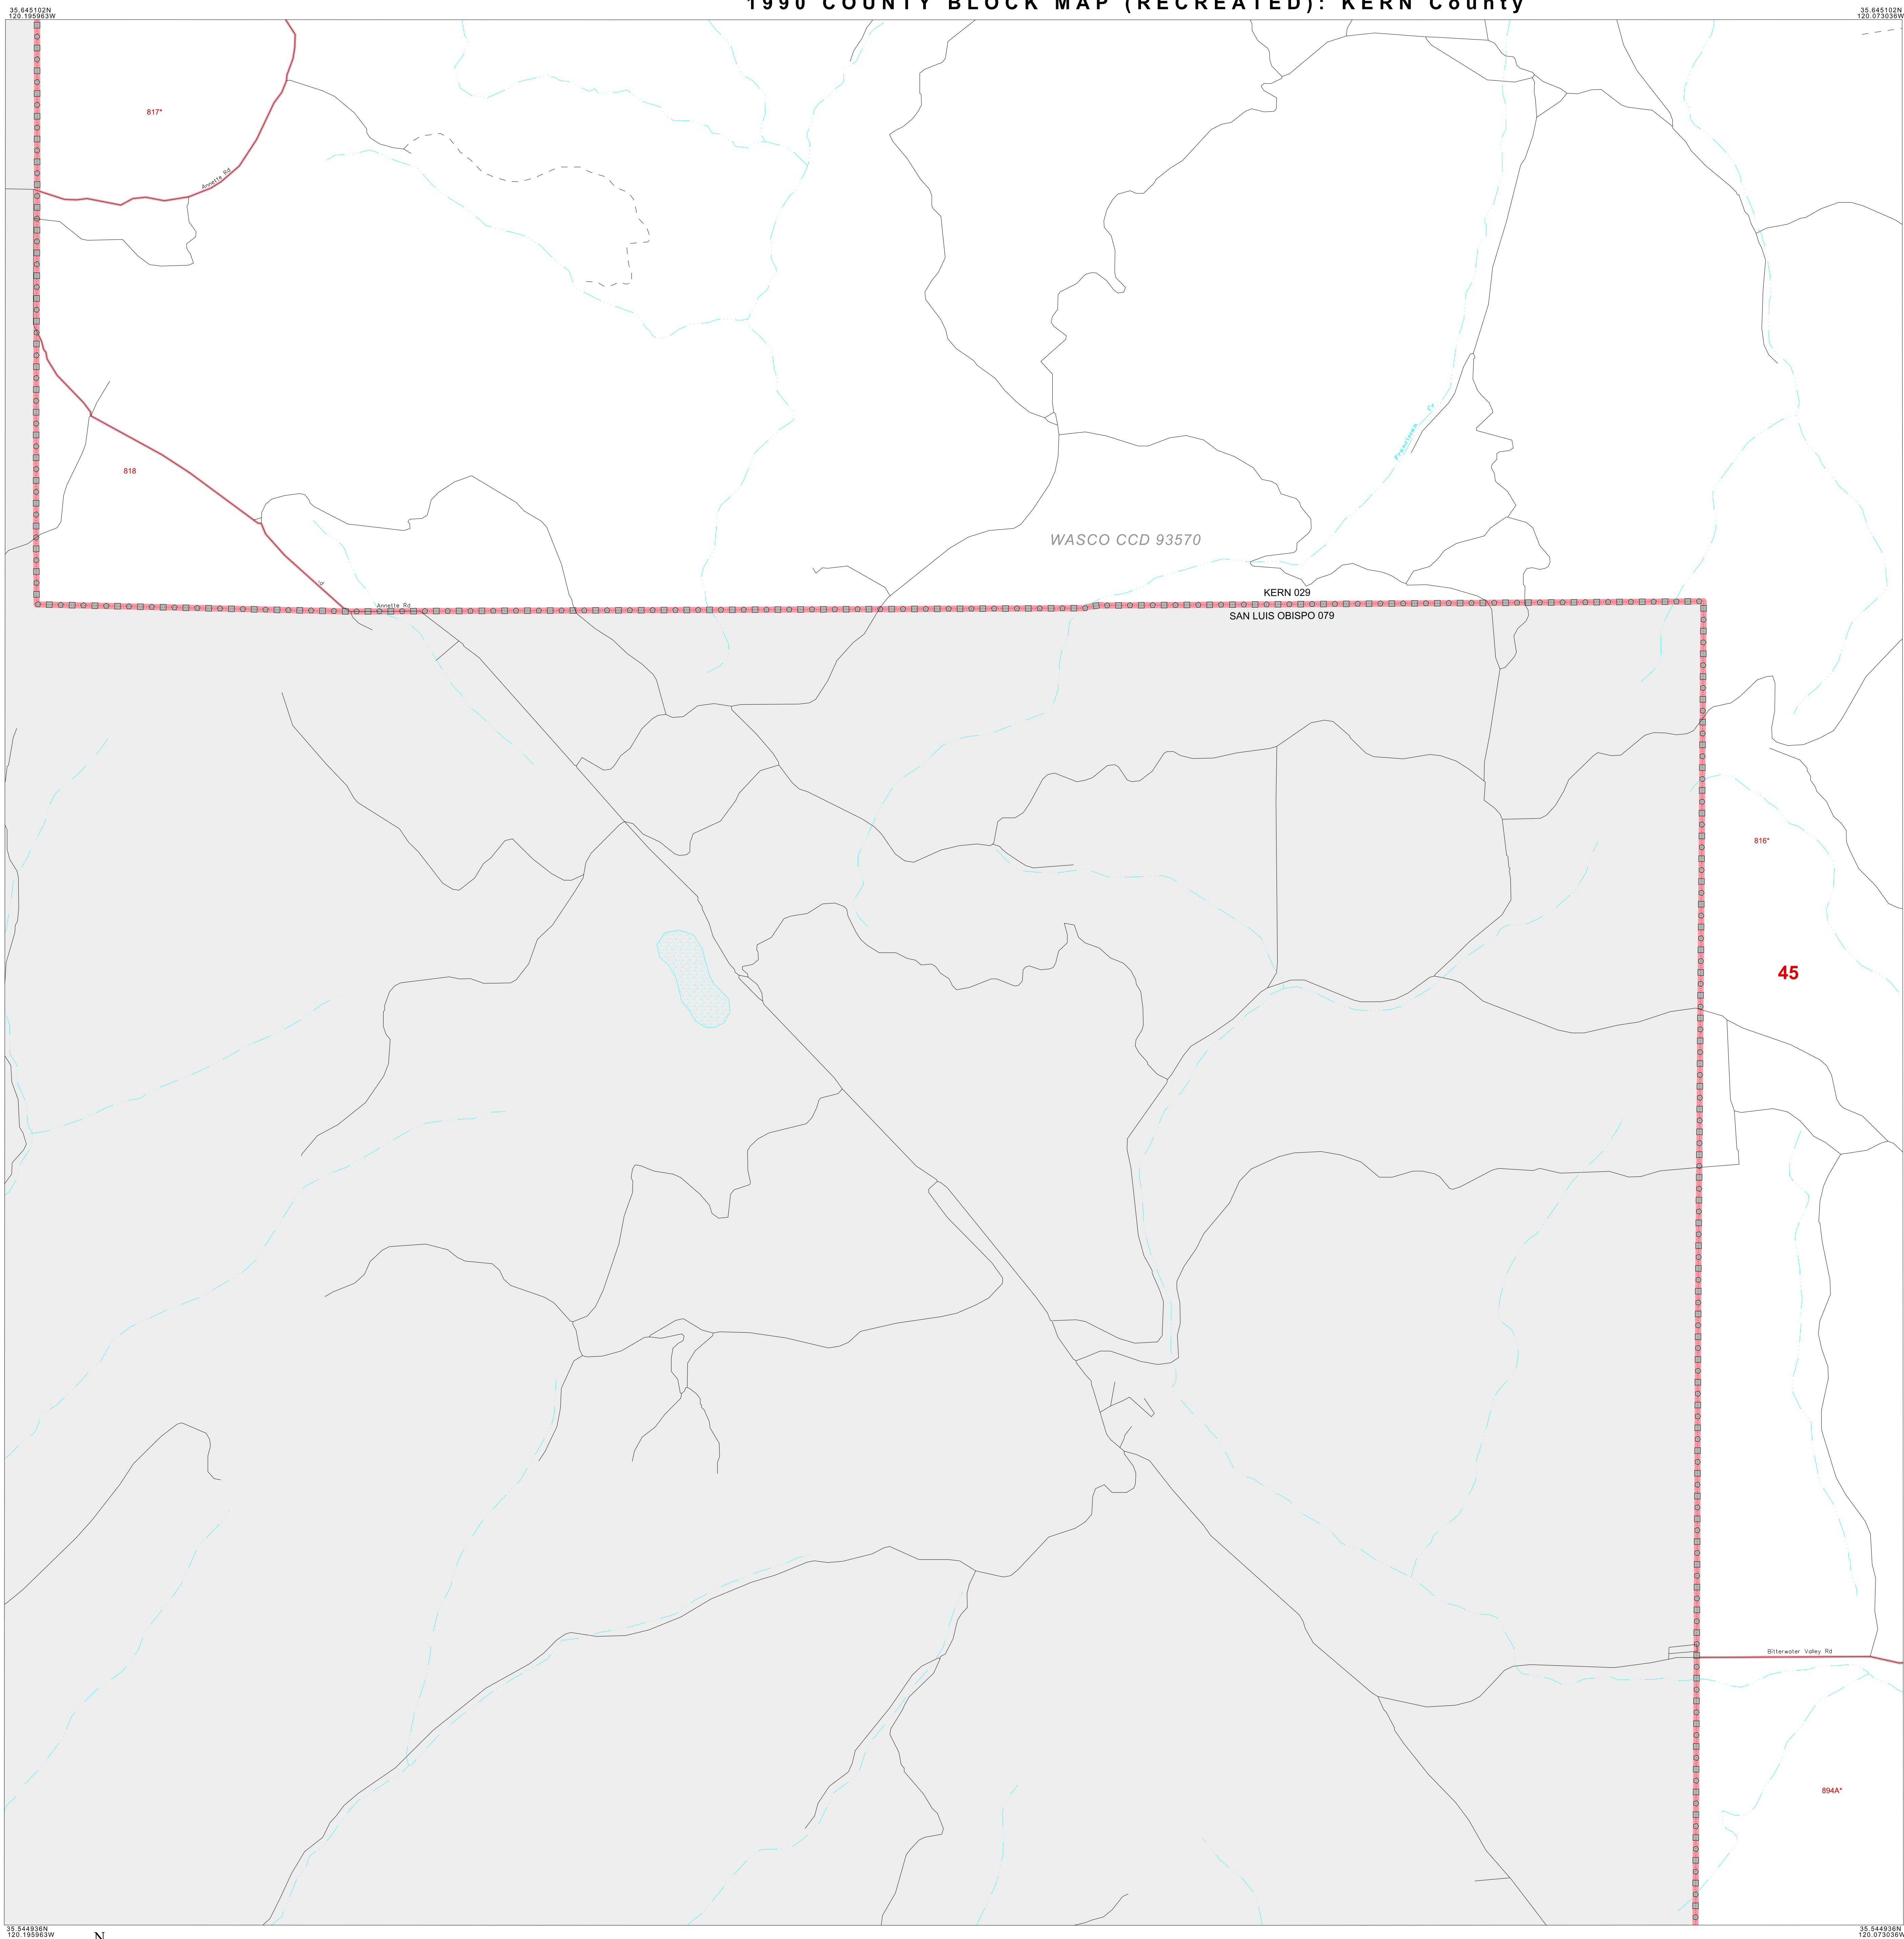 1990 COUNTY BLOCK MAP (RECREATED): KERN County
35.645102N
120.195963W
35.645102N
120.073036W
817*
Annette Rd
818
WASCO CCD 93570
KERN 029
Annette Rd
SAN LUIS OBISPO 079
816*
45
Bitterwater Valley Rd
894A*
35.544936N
120.195963W
N
35.544936N
120.073036W